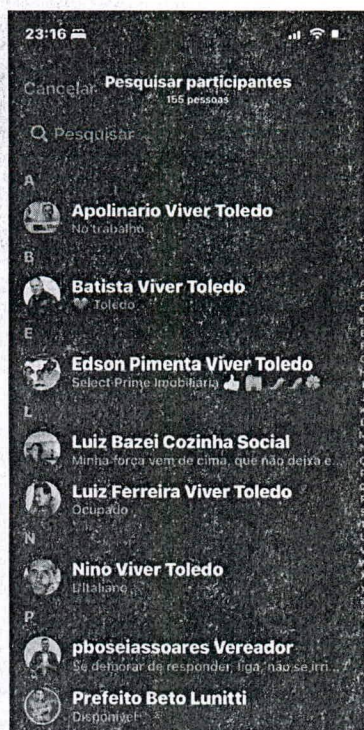 23:16
Cancelar Pesquisar participantes
155 pessoas
Pesquisar
A
Apolinario Viver Toledo
No trabalho
B
Batista Viver Toledo
Toledo
E
Edson Pimenta Viver Toledo
Select Prime Imobiliária
L
Luiz Bazei Cozinha Social
Minha força vem de cima, que não deixa e...
Luiz Ferreira Viver Toledo
Ocupado
N
Nino Viver Toledo
L'Italiano
P
pboseiassoares Vereador
Se demorar de responder, liga, não se irri...
Prefeito Beto Lunitti
Disponível